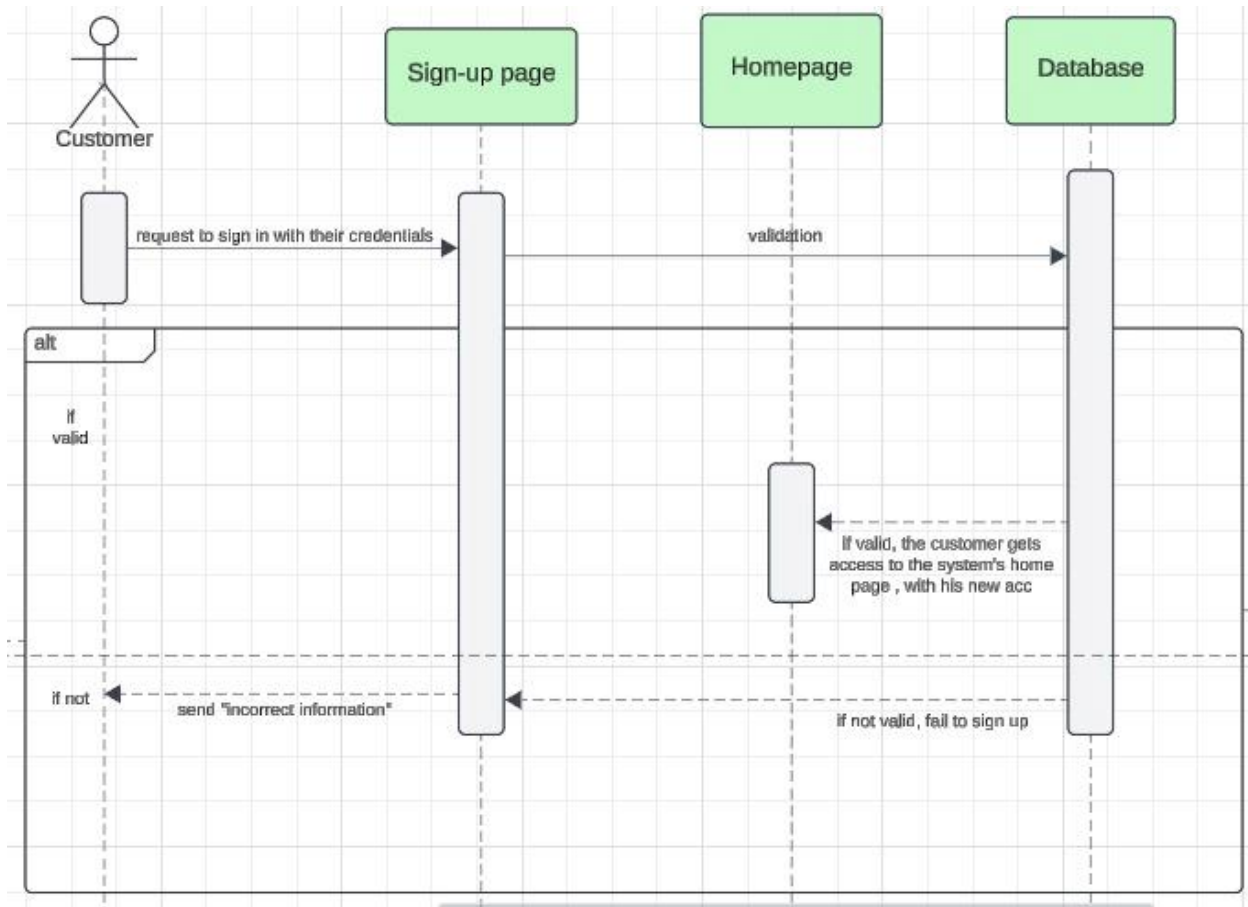 Customer
Sign-up page
Homepage
Database
request to sign in with their credentials
validation
alt
if
valid
if valid, the customer gets
access to the system's home
page , with his new acc
if not
send "incorrect information"
if not valid, fail to sign up